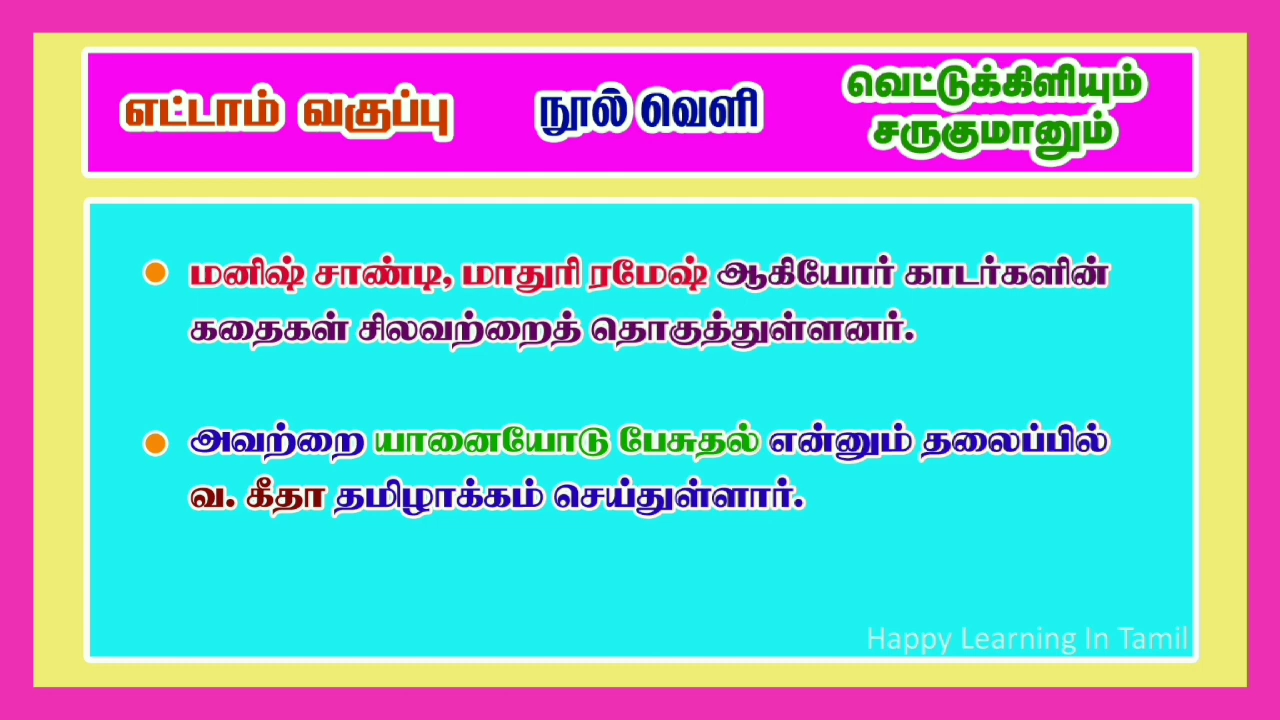 எட்டாம் வகுப்பு
நூல் வெளி
வெட்டுக்கிளியும்
சருகுமானும்
மனிஷ் சாண்டி, மாதுரி ரமேஷ் ஆகியோர் காடர்களின்
கதைகள் சிலவற்றைத் தொகுத்துள்ளனர்.
அவற்றை யானையோடு பேசுதல் என்னும் தலைப்பில்
வ. கீதா தமிழாக்கம் செய்துள்ளார்.
Happy Learning In Tamil